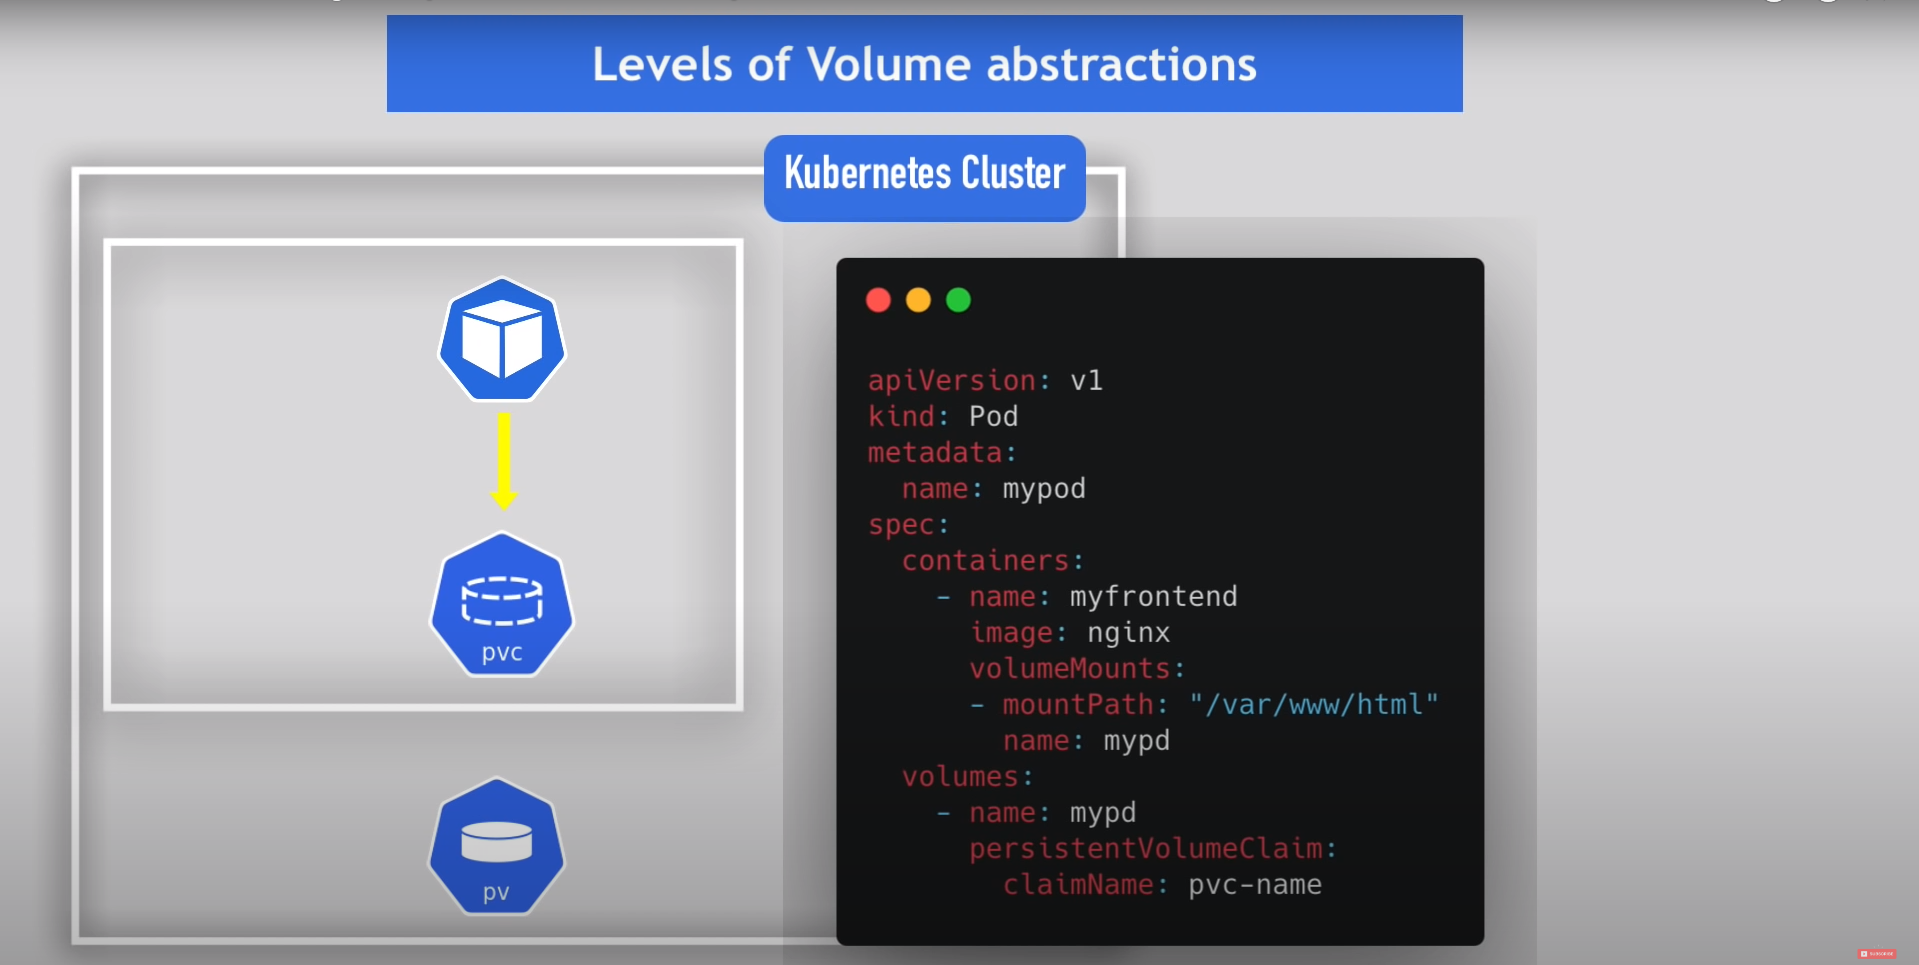 Levels of Volume abstractions
Kubernetes Cluster
pvc
pv
apiVersion: v1
kind: Pod
metadata:
  name: mypod
spec:
  containers:
    - name: myfrontend
      image: nginx
      volumeMounts:
      - mountPath: "/var/www/html"
        name: mypd
  volumes:
    - name: mypd
      persistentVolumeClaim:
        claimName: pvc-name
SUBSCRIBE